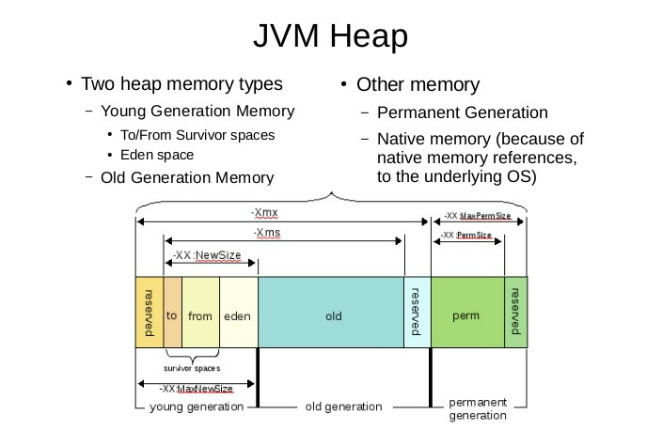 JVM Heap
• Two heap memory types
– Young Generation Memory
• To/From Survivor spaces
• Eden space
– Old Generation Memory
• Other memory
– Permanent Generation
– Native memory (because of
native memory references,
to the underlying OS)
-Xmx
-XX:MaxPermSize
-Xms
-XX:PermSize
-XX:NewSize
reserved
to
from
eden
old
reserved
perm
reserved
survivor spaces
-XX:MaxNewSize
young generation
old generation
permanent
generation